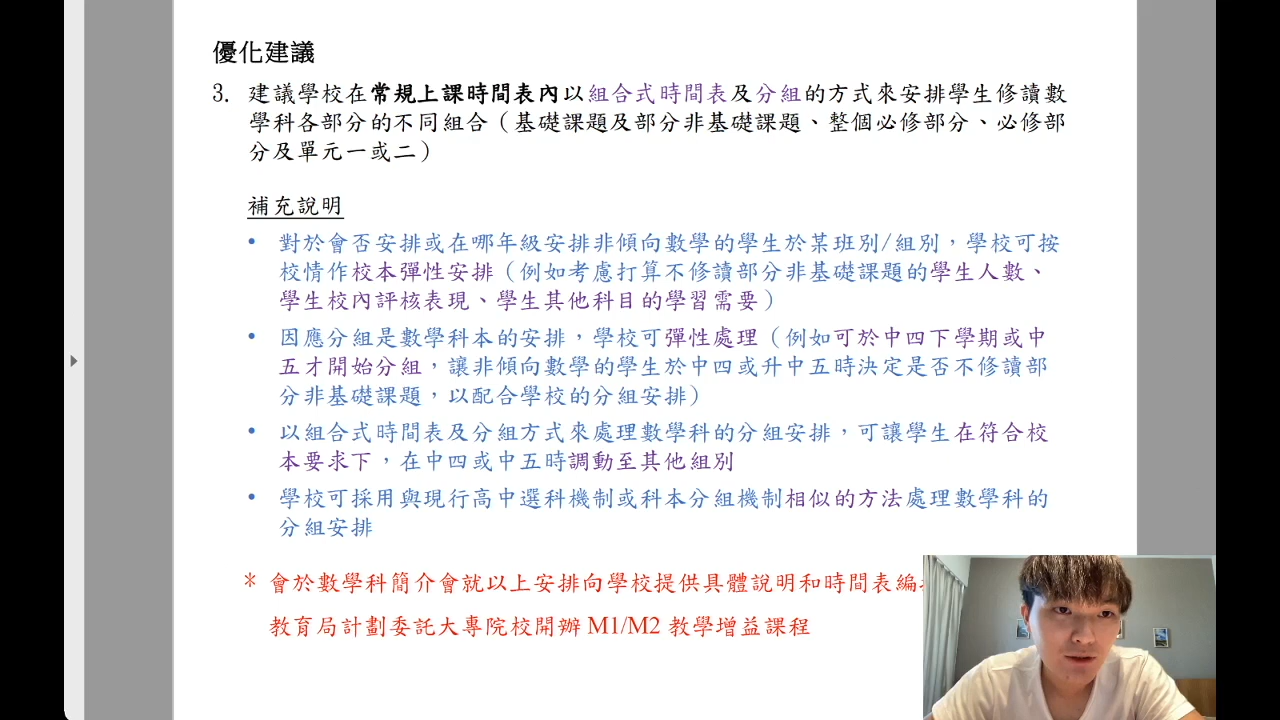 優化建議
3. 建議學校在常規上課時間表內以組合式時間表及分組的方式來安排學生修讀數
學科各部分的不同組合（基礎課題及部分非基礎課題、整個必修部分、必修部
分及單元一或二）
補充說明
• 對於會否安排或在哪年級安排非傾向數學的學生於某班別/組別，學校可按
校情作校本彈性安排（例如考慮打算不修讀部分非基礎課題的學生人數、
學生校內評核表現、學生其他科目的學習需要）
• 因應分組是數學科本的安排，學校可彈性處理（例如可於中四下學期或中
五才開始分組，讓非傾向數學的學生於中四或升中五時決定是否不修讀部
分非基礎課題，以配合學校的分組安排）
• 以組合式時間表及分組方式來處理數學科的分組安排，可讓學生在符合校
本要求下，在中四或中五時調動至其他組別
• 學校可採用與現行高中選科機制或科本分組機制相似的方法處理數學科的
分組安排
* 會於數學科簡介會就以上安排向學校提供具體說明和時間表編
教育局計劃委託大專院校開辦 M1/M2 教學增益課程